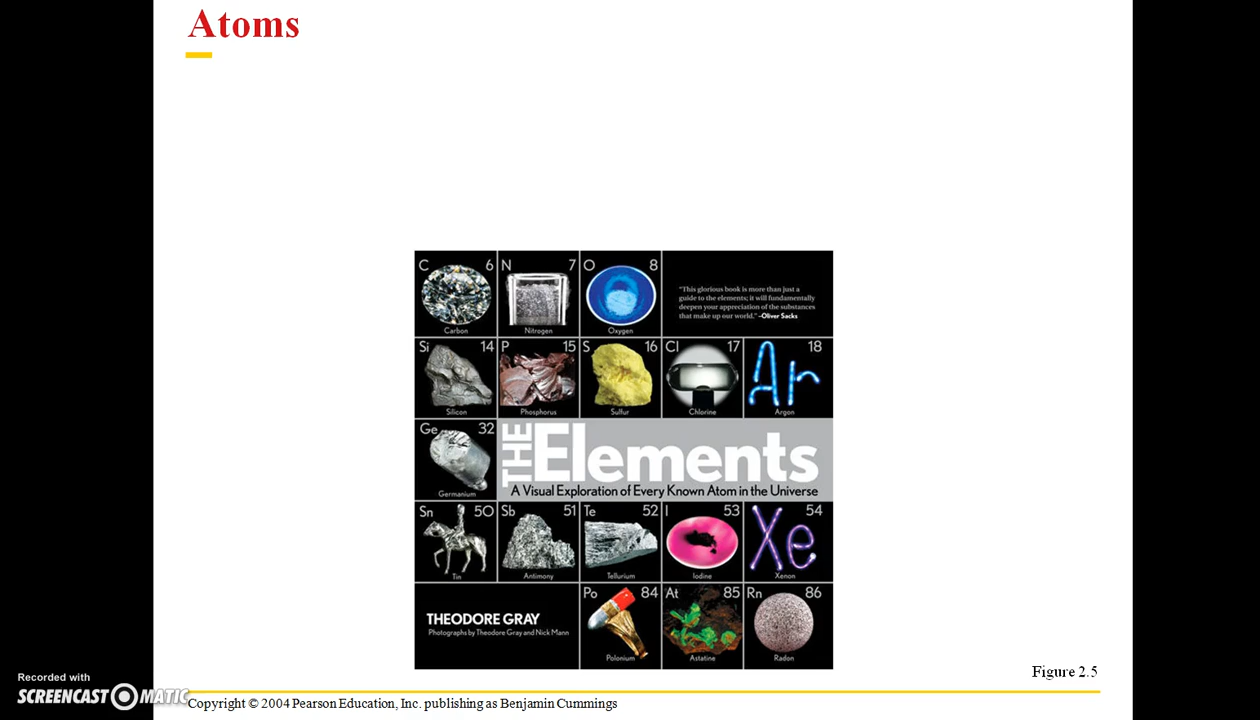 Atoms
C 6 N 7 O 8
"This glorious book is more than just a
guide to the elements; it will fundamentally
deepen your appreciation of the substances
that make up our world." –Oliver Sacks
Carbon Nitrogen Oxygen
Si 14 P 15 S 16 Cl 17 Ar 18
Ar
Silicon Phosphorus Sulfur Chlorine Argon
Ge 32
THE Elements
Germanium
A Visual Exploration of Every Known Atom in the Universe
Sn 50 Sb 51 Te 52 I 53 Xe 54
Tin Antimony Tellurium Iodine Xenon
Po 84 At 85 Rn 86
THEODORE GRAY
Photographs by Theodore Gray and Nick Mann
Polonium Astatine Radon
Figure 2.5
Recorded with
SCREENCAST MATIC
Copyright © 2004 Pearson Education, Inc. publishing as Benjamin Cummings